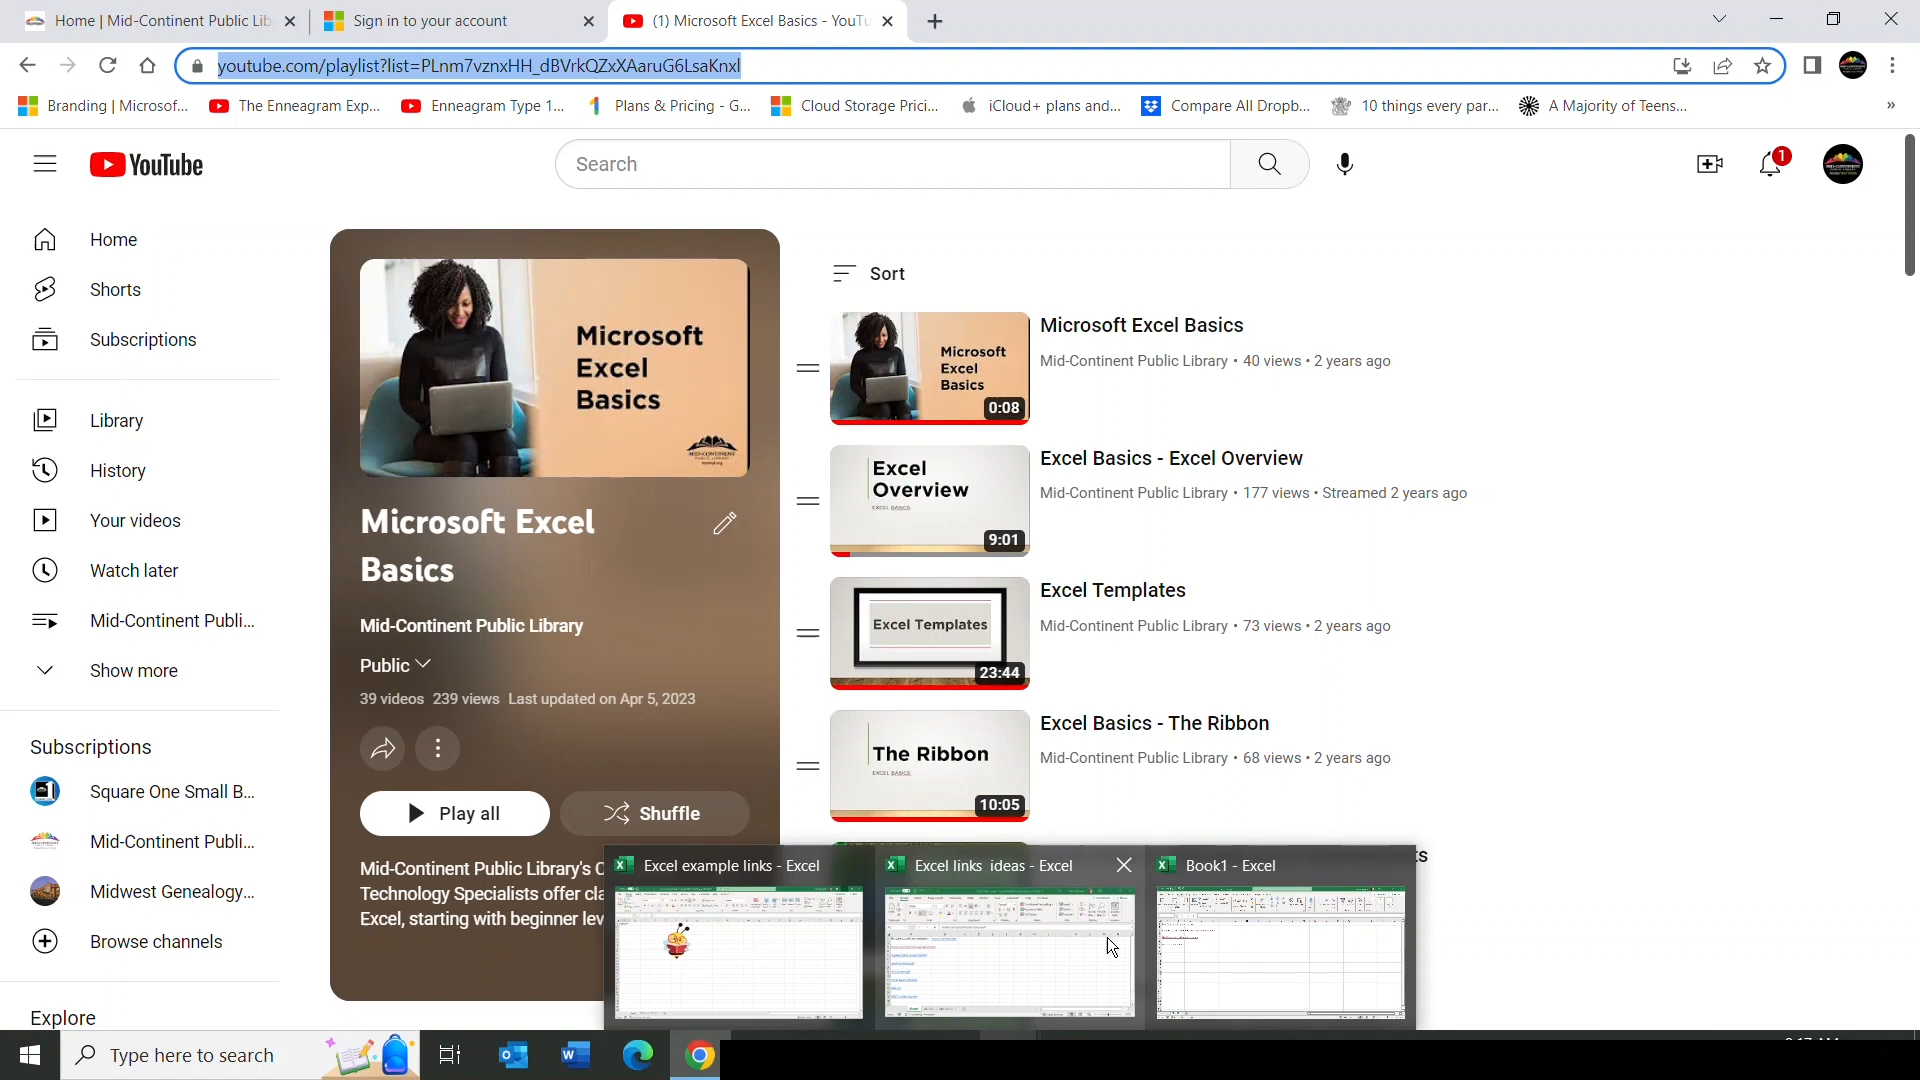 Home | Mid-Continent Public Lib
Sign in to your account
(1) Microsoft Excel Basics - YouTu
youtube.com/playlist?list=PLnm7vznxHH_dBVrkQZxXAaruG6LsaKnxl
Branding | Microsof...
The Enneagram Exp...
Enneagram Type 1...
Plans & Pricing - G...
Cloud Storage Prici...
iCloud+ plans and...
Compare All Dropb...
10 things every par...
A Majority of Teens...
YouTube
Search
1
Home
Shorts
Subscriptions
Library
History
Your videos
Watch later
Mid-Continent Publi...
Show more
Subscriptions
Square One Small B...
Mid-Continent Publi...
Midwest Genealogy...
Browse channels
Explore
Microsoft
Excel
Basics
MID-CONTINENT
PUBLIC LIBRARY
Microsoft Excel
Basics
Mid-Continent Public Library
Public
39 videos 239 views Last updated on Apr 5, 2023
Play all
Shuffle
Mid-Continent Public Library's C
Technology Specialists offer cla
Excel, starting with beginner lev
Sort
Microsoft
Excel
Basics
0:08
Microsoft Excel Basics
Mid-Continent Public Library • 40 views • 2 years ago
Excel
Overview
EXCEL BASICS
9:01
Excel Basics - Excel Overview
Mid-Continent Public Library • 177 views • Streamed 2 years ago
Excel Templates
23:44
Excel Templates
Mid-Continent Public Library • 73 views • 2 years ago
The Ribbon
EXCEL BASICS
10:05
Excel Basics - The Ribbon
Mid-Continent Public Library • 68 views • 2 years ago
ts
Excel example links - Excel
Excel links ideas - Excel
Book1 - Excel
Type here to search